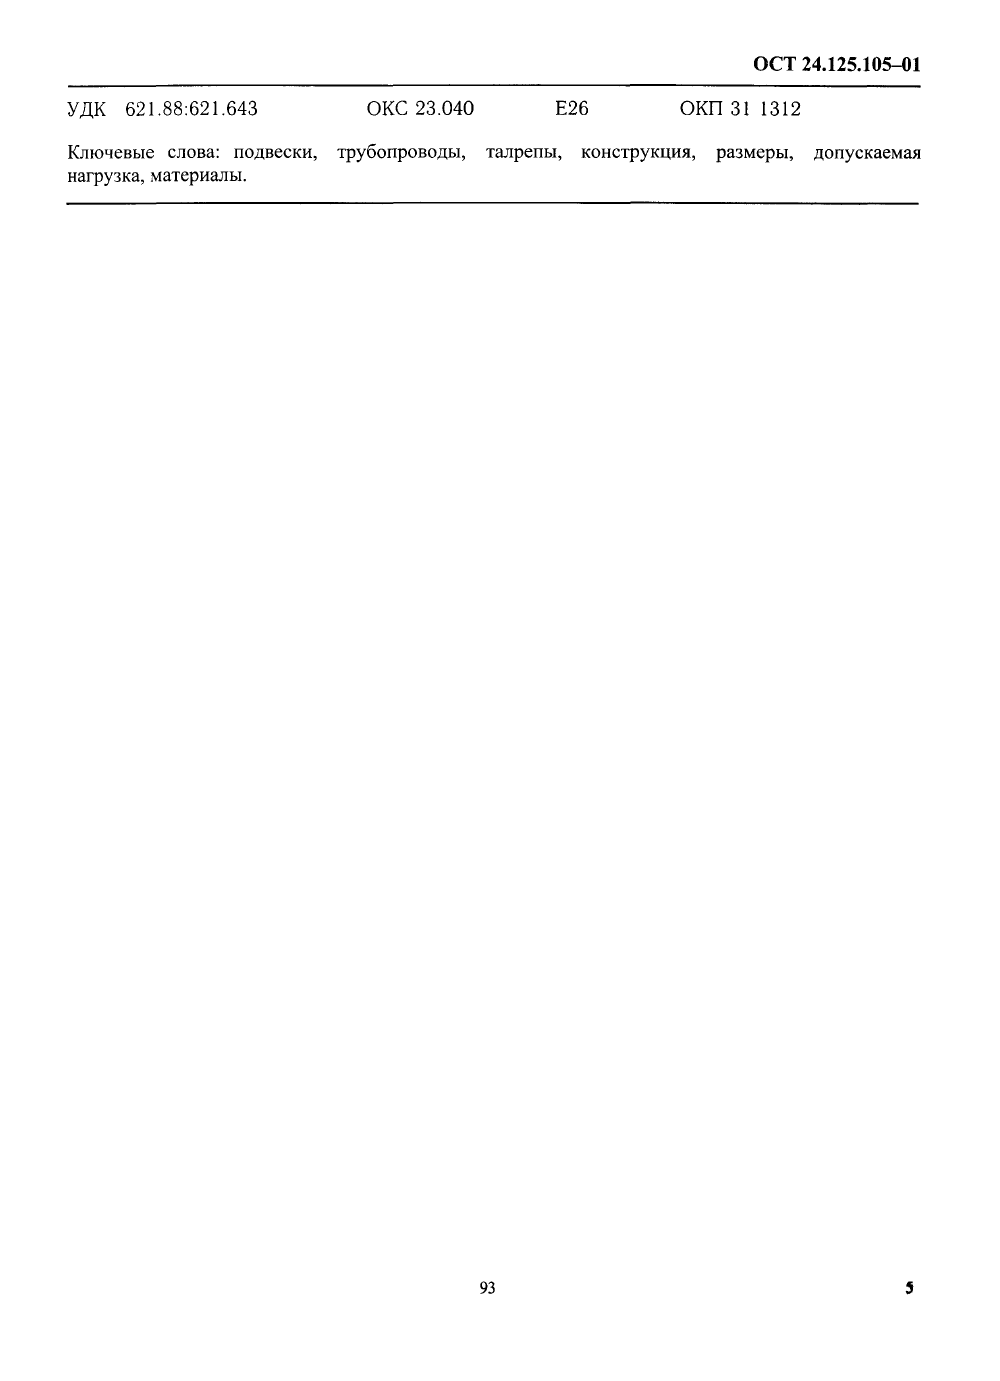 ОСТ 24.125.105–01
УДК 621.88:621.643 ОКС 23.040 Е26 ОКП 31 1312
Ключевые слова: подвески, трубопроводы, талрепы, конструкция, размеры, допускаемая
нагрузка, материалы.
93 5